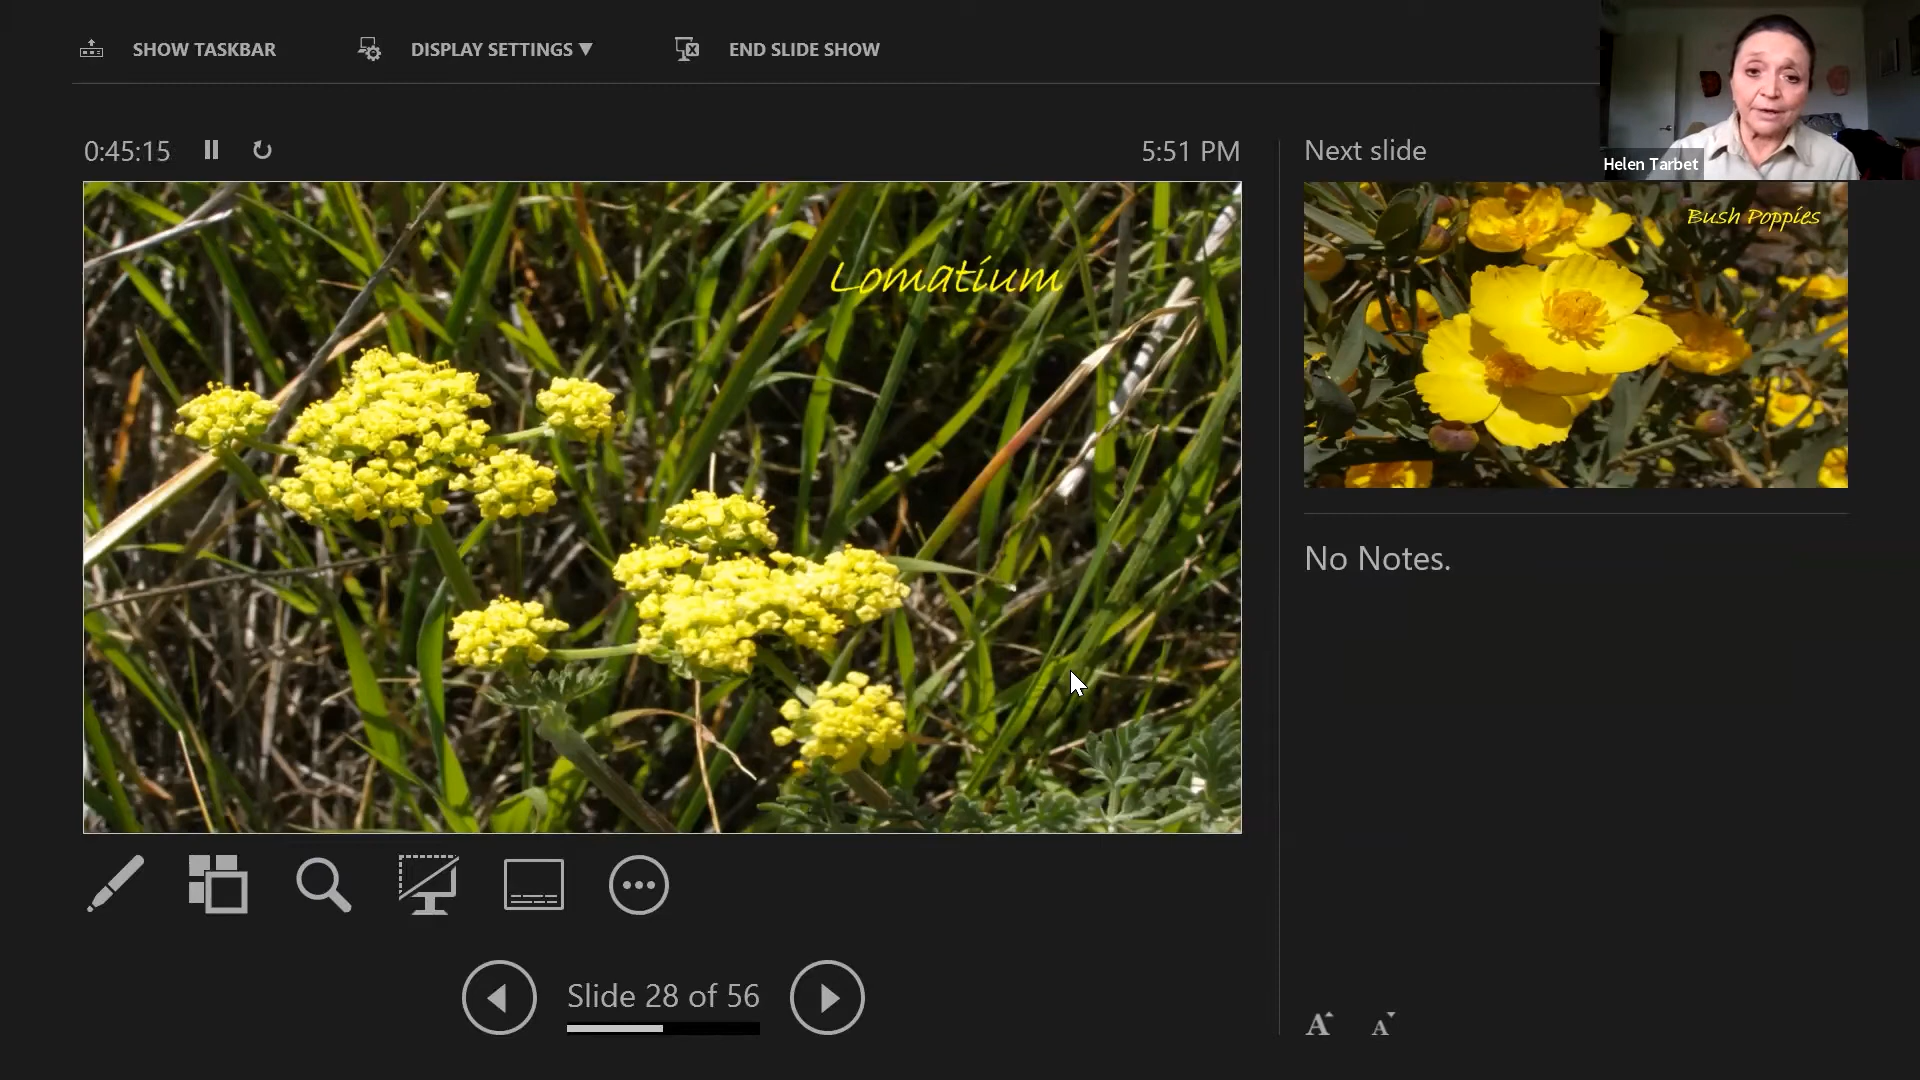 SHOW TASKBAR
DISPLAY SETTINGS ▼
END SLIDE SHOW
Helen Tarbet
0:45:15
5:51 PM
Next slide
Lomatium
Bush Poppies
No Notes.
Slide 28 of 56
A
A